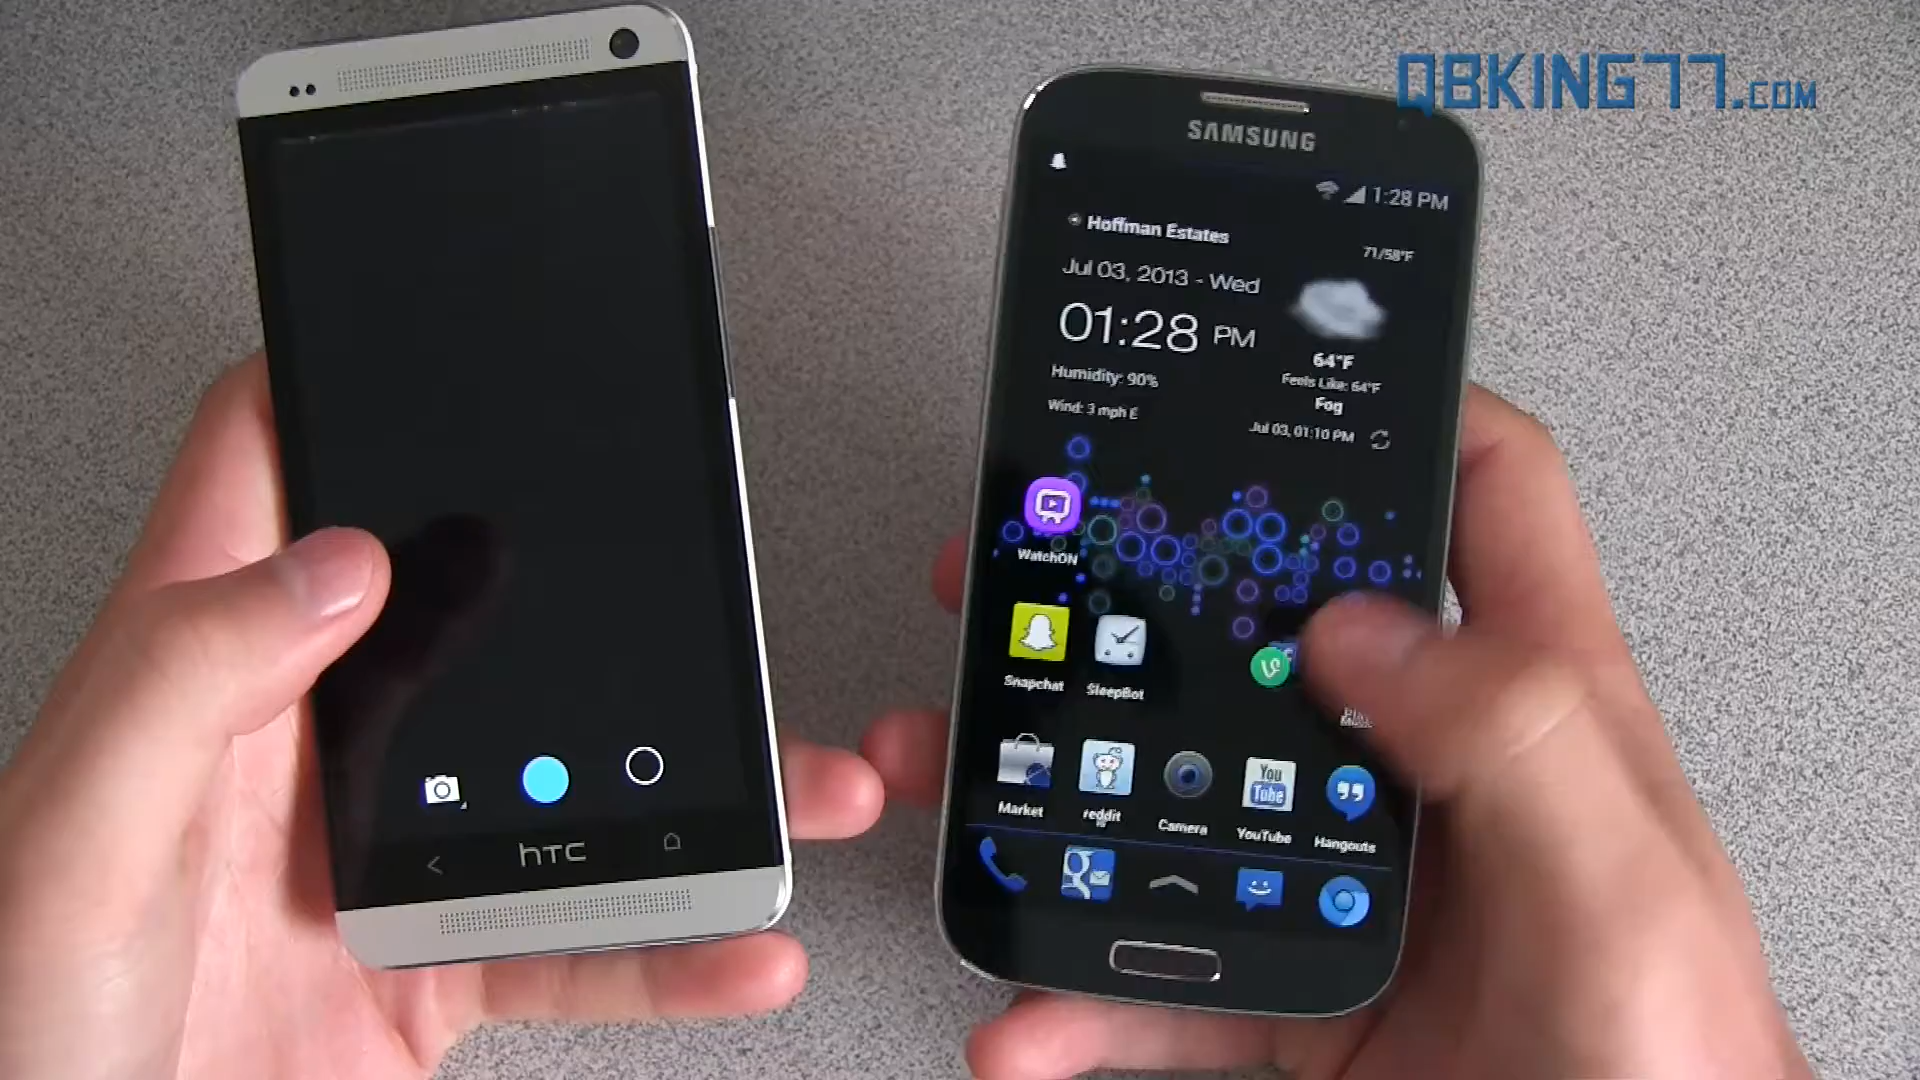 QBKING77.COM
SAMSUNG
1:28 PM
Hoffman Estates
71/58°F
Jul 03, 2013 - Wed
01:28 PM
64°F
Humidity: 90%
Feels Like: 64°F
Wind: 3 mph E
Fog
Jul 03, 01:10 PM
WatchON
Snapchat
SleepBot
Market
reddit
Camera
You
Tube
YouTube
Hangouts
g
hTC